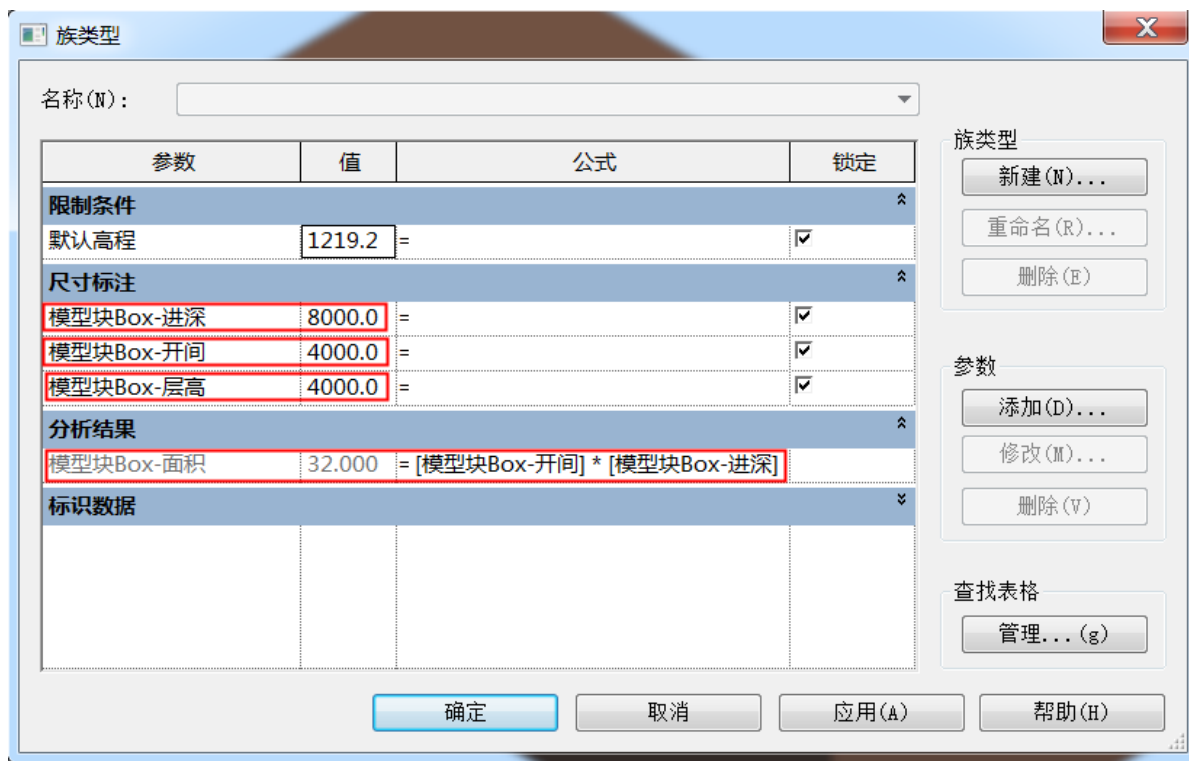 族类型
名称(N):
参数 值 公式 锁定
限制条件
默认高程 1219.2 =
尺寸标注
模型块Box-进深 8000.0 =
模型块Box-开间 4000.0 =
模型块Box-层高 4000.0 =
分析结果
模型块Box-面积 32.000 = [模型块Box-开间] * [模型块Box-进深]
标识数据
族类型
新建(N)...
重命名(R)...
删除(E)
参数
添加(D)...
修改(M)...
删除(V)
查找表格
管理...(g)
确定 取消 应用(A) 帮助(H)